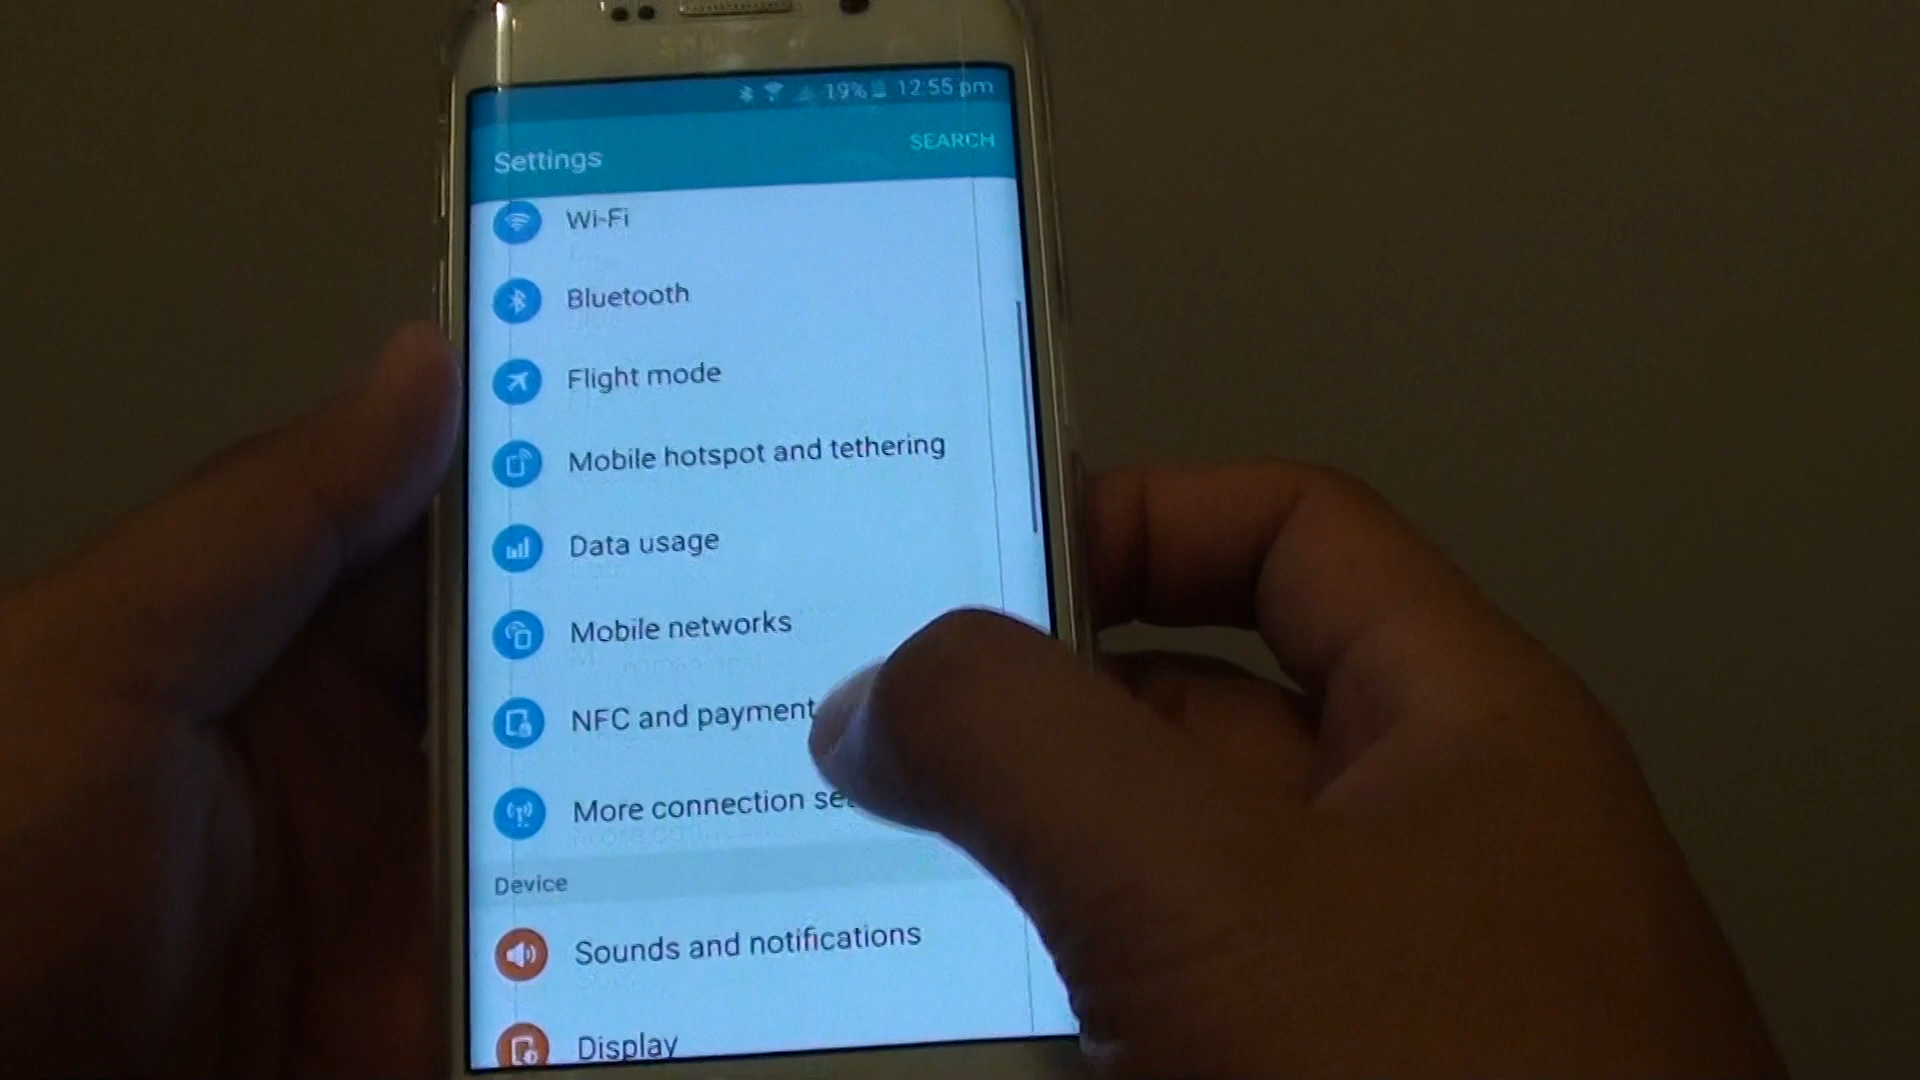 19% 12:55 pm
Settings
SEARCH
Wi-Fi
Bluetooth
Flight mode
Mobile hotspot and tethering
Data usage
Mobile networks
NFC and payment
More connection
Device
Sounds and notifications
Display